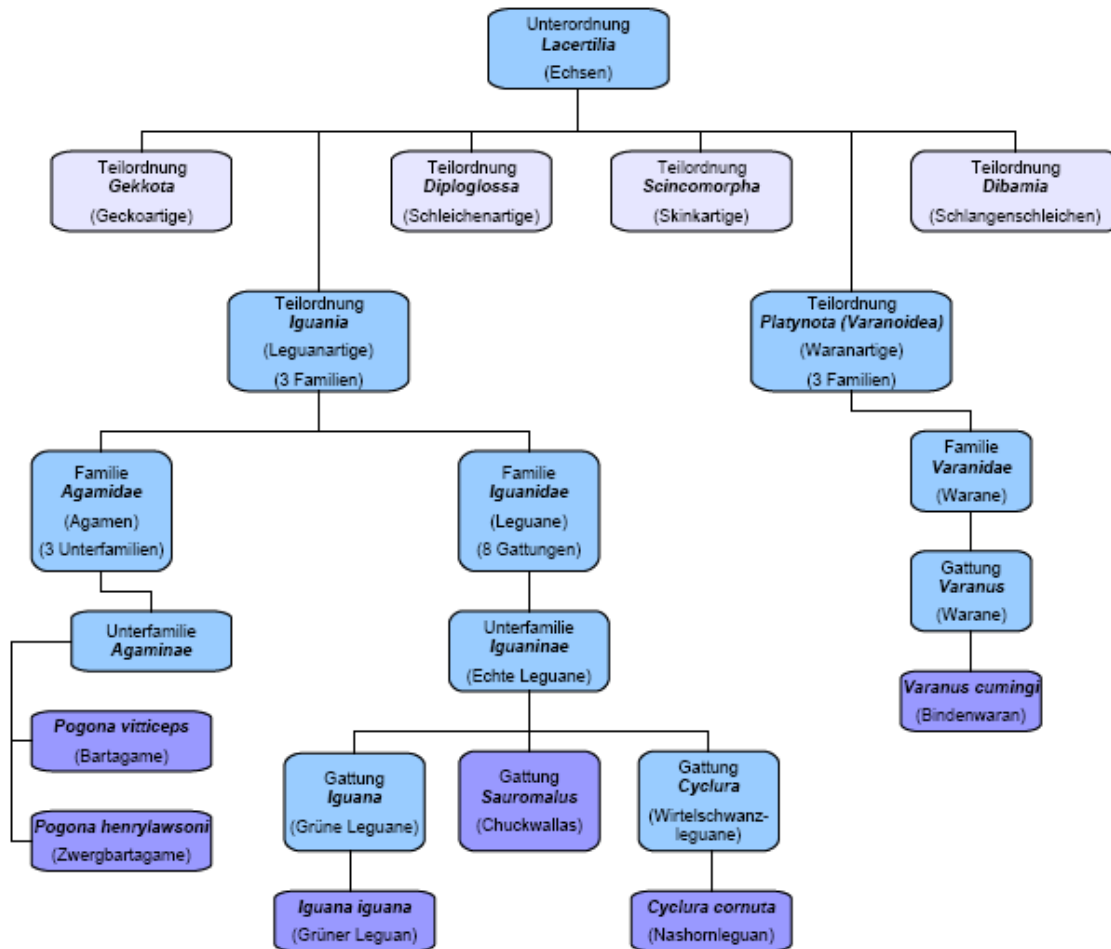 Unterordnung
Lacertilia
(Echsen)
Teilordnung
Gekkota
(Geckoartige)
Teilordnung
Diploglossa
(Schleichenartige)
Teilordnung
Scincomorpha
(Skinkartige)
Teilordnung
Dibamia
(Schlangenschleichen)
Teilordnung
Iguania
(Leguanartige)
(3 Familien)
Teilordnung
Platynota (Varanoidea)
(Waranartige)
(3 Familien)
Familie
Agamidae
(Agamen)
(3 Unterfamilien)
Familie
Iguanidae
(Leguane)
(8 Gattungen)
Familie
Varanidae
(Warane)
Gattung
Varanus
(Warane)
Unterfamilie
Agaminae
Unterfamilie
Iguaninae
(Echte Leguane)
Varanus cumingi
(Bindenwaran)
Pogona vitticeps
(Bartagame)
Pogona henrylawsoni
(Zwergbartagame)
Gattung
Iguana
(Grüne Leguane)
Gattung
Sauromalus
(Chuckwallas)
Gattung
Cyclura
(Wirtelschwanz-
leguane)
Iguana iguana
(Grüner Leguan)
Cyclura cornuta
(Nashornleguan)